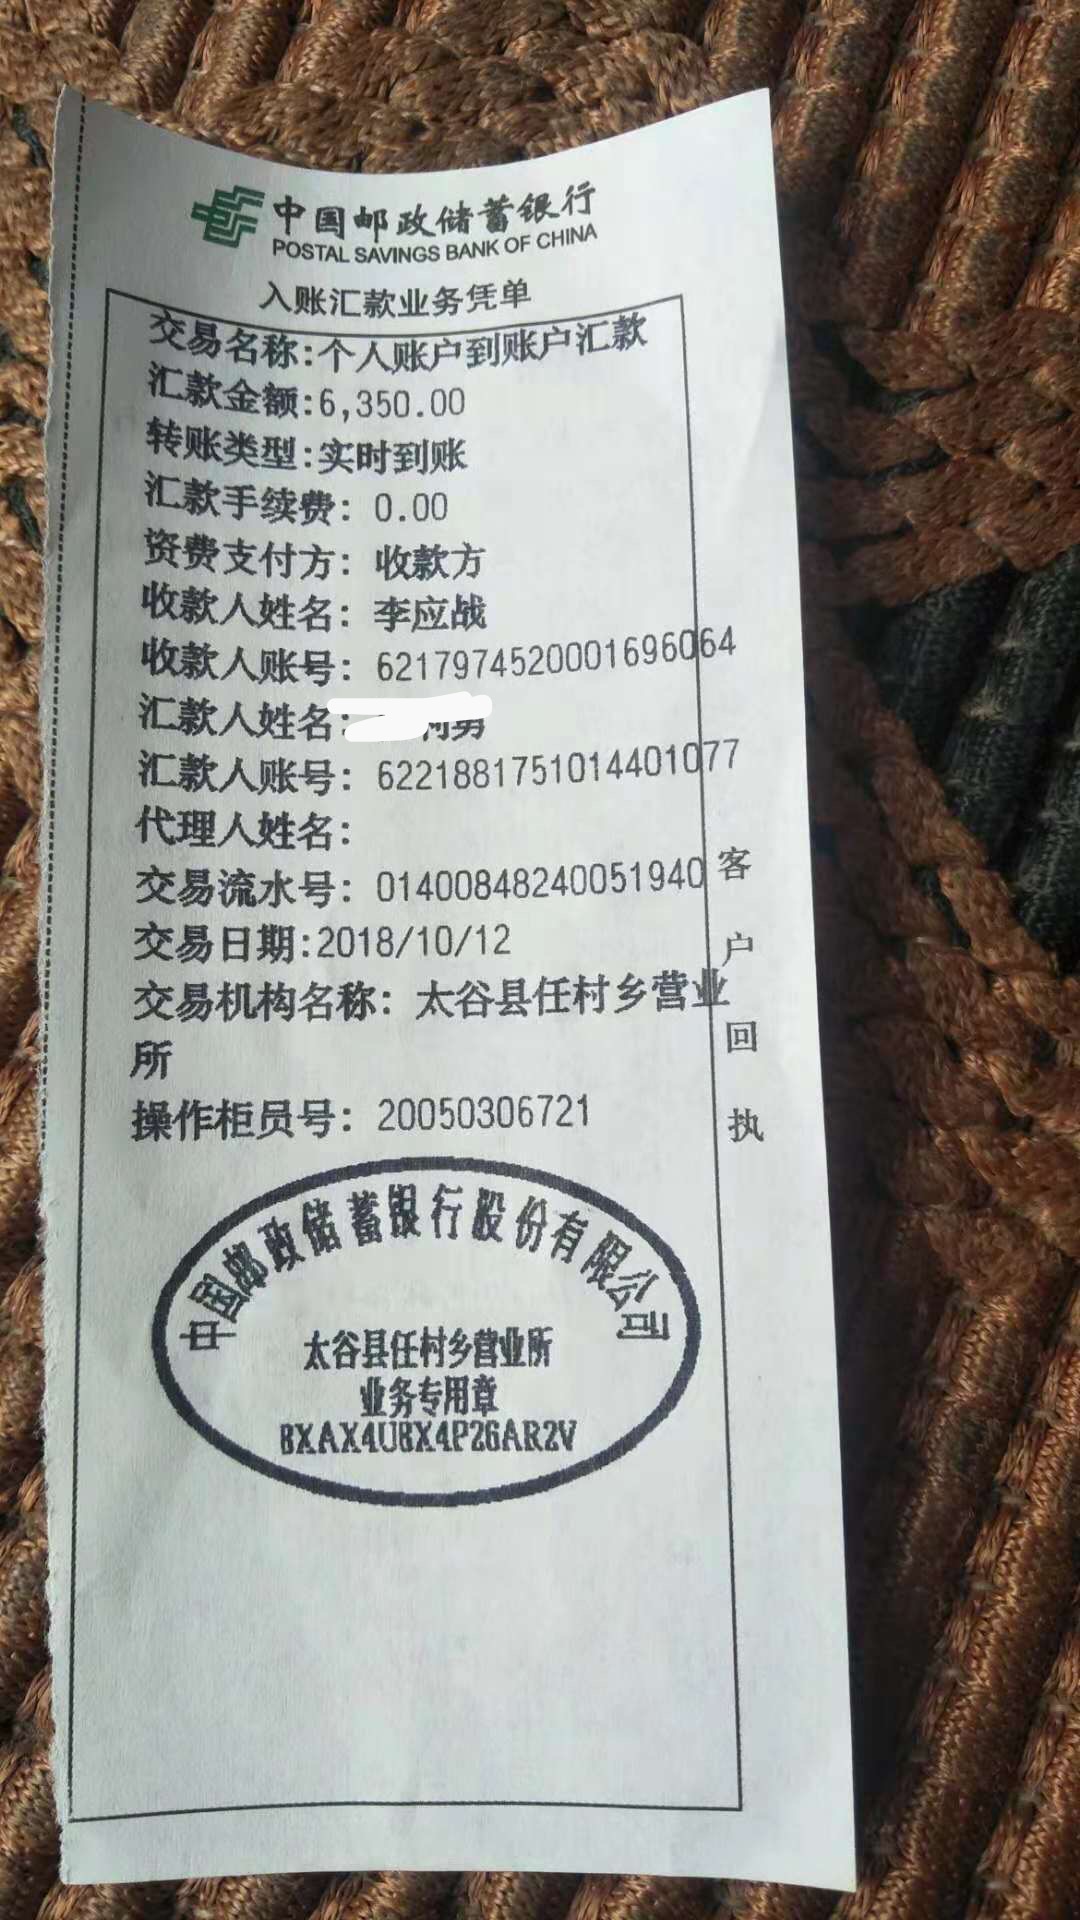 中国邮政储蓄银行
POSTAL SAVINGS BANK OF CHINA
入账汇款业务凭单
交易名称:个人账户到账户汇款
汇款金额:6,350.00
转账类型:实时到账
汇款手续费: 0.00
资费支付方: 收款方
收款人姓名: 李应战
收款人账号: 6217974520001696064
汇款人姓名:
汇款人账号: 6221881751014401077
代理人姓名:
交易流水号: 01400848240051940
交易日期:2018/10/12
交易机构名称: 太谷县任村乡营业
所
操作柜员号: 20050306721
客户回执
中国邮政储蓄银行股份有限公司
太谷县任村乡营业所
业务专用章
BXAX4U8X4P26AR2V